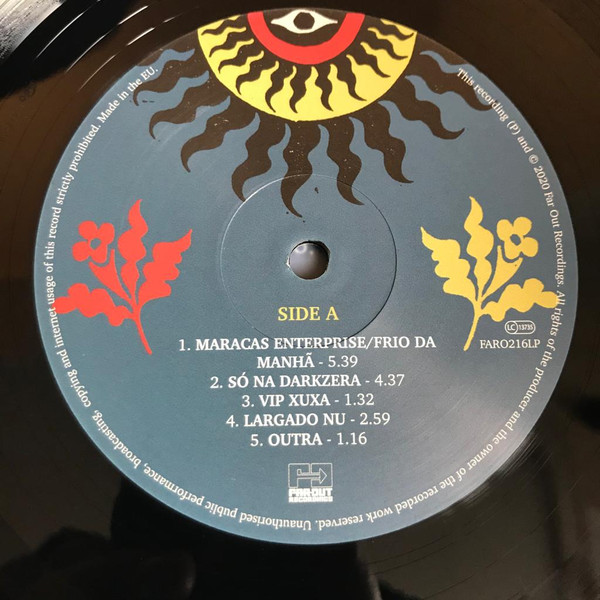 SIDE A
1. MARACAS ENTERPRISE/FRIO DA
MANHÃ - 5.39
2. SÓ NA DARKZERA - 4.37
3. VIP XUXA - 1.32
4. LARGADO NU - 2.59
5. OUTRA - 1.16
LC 13735
FARO216LP
FAR OUT
RECORDINGS
This recording (P) and © 2020 Far Out Recordings. All rights of the producer and the owner of the recorded work reserved. Unauthorised public performance, broadcasting, copying and internet usage of this record strictly prohibited. Made in the EU.